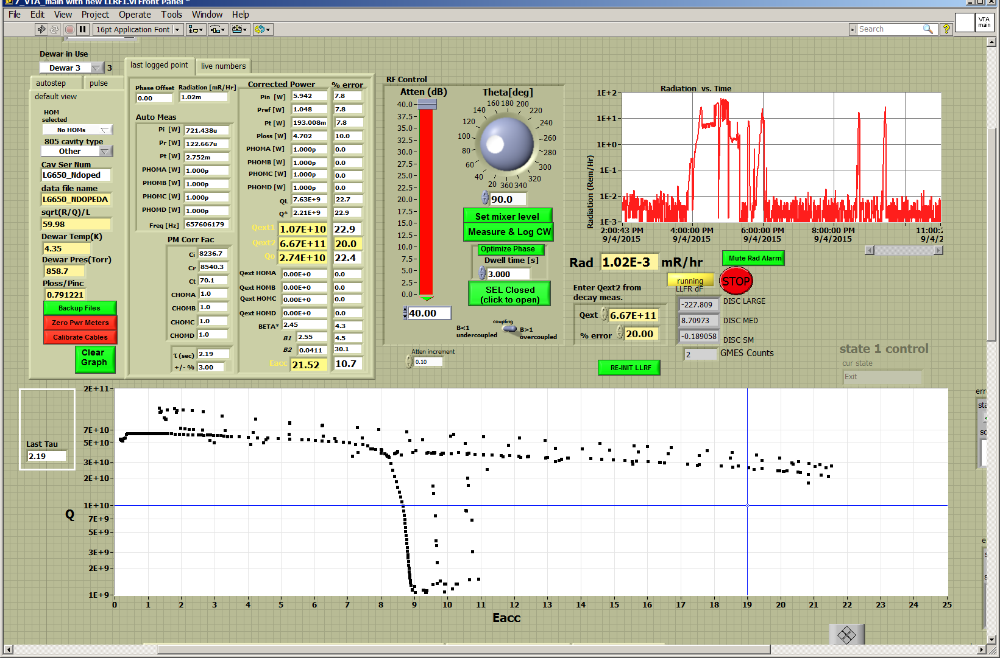 7_VTA_main with new LLRF1.vi Front Panel *
File Edit View Project Operate Tools Window Help
16pt Application Font
Search
?
VTA
main
Dewar in Use
Dewar 3
3
autostep
pulse
default view
HOM
selected
No HOMs
805 cavity type
Other
Cav Ser Num
LG650_Ndoped
data file name
LG650_NDOPEDA
sqrt(R/Q)/L
59.98
Dewar Temp(K)
4.35
Dewar Pres(Torr)
858.7
Ploss/Pinc
0.791221
Backup Files
Zero Pwr Meters
Calibrate Cables
Clear
Graph
last logged point
live numbers
Phase Offset
0.00
Radiation [mR/Hr]
1.02m
Auto Meas
Pi [W] 721.438u
Pr [W] 122.667u
Pt [W] 2.752m
PHOMA [W] 1.000p
PHOMB [W] 1.000p
PHOMC [W] 1.000p
PHOMD [W] 1.000p
Freq [Hz] 657606179
PM Corr Fac
Ci 8236.7
Cr 8540.3
Ct 70.1
CHOMA 1.0
CHOMB 1.0
CHOMC 1.0
CHOMD 1.0
τ (sec) 2.19
+/- % 3.00
Corrected Power % error
Pin [W] 5.942 7.8
Pref [W] 1.048 7.8
Pt [W] 193.008m 7.8
Ploss [W] 4.702 10.0
PHOMA [W] 1.000p 0.0
PHOMB [W] 1.000p 0.0
PHOMC [W] 1.000p 0.0
PHOMD [W] 1.000p 0.0
QL 7.63E+9 22.7
Q* 2.21E+9 22.9
Qext1 1.07E+10 22.9
Qext2 6.67E+11 20.0
Qo 2.74E+10 22.4
Qext HOMA 0.00E+0 0.0
Qext HOMB 0.00E+0 0.0
Qext HOMC 0.00E+0 0.0
Qext HOMD 0.00E+0 0.0
BETA* 2.45 4.3
B1 2.55 4.5
B2 0.0411 30.1
Eacc 21.52 10.7
RF Control
Atten (dB)
40.0
37.5
35.0
32.5
30.0
27.5
25.0
22.5
20.0
17.5
15.0
12.5
10.0
7.5
5.0
2.5
0.0
40.00
Theta[deg]
160 180 200
140 220
120 240
100 260
80 280
60 300
40 320
20 360 340
90.0
Set mixer level
Measure & Log CW
Optimize Phase
Dwell time [s]
3.000
SEL Closed
(click to open)
coupling
B<1
undercoupled
B>1
overcoupled
Atten increment
0.10
Radiation vs. Time
Radiation (Rem/Hr)
1E+2
1E+1
1E+0
1E-1
1E-2
1E-3
2:00:43 PM 4:00:00 PM 6:00:00 PM 8:00:00 PM 11:00:2
9/4/2015 9/4/2015 9/4/2015 9/4/2015 9/2
Rad 1.02E-3 mR/hr
Mute Rad Alarm
running
STOP
Enter Qext2 from
decay meas.
Qext 6.67E+11
% error 20.00
LLFR dF
-227.809 DISC LARGE
8.70973 DISC MED
-0.189058 DISC SM
2 GMES Counts
RE-INIT LLRF
state 1 control
cur state
Exit
Last Tau
2.19
Q
2E+11
7E+10
5E+10
3E+10
2E+10
1E+10
7E+9
5E+9
3E+9
2E+9
1E+9
0 1 2 3 4 5 6 7 8 9 10 11 12 13 14 15 16 17 18 19 20 21 22 23 24 25
Eacc